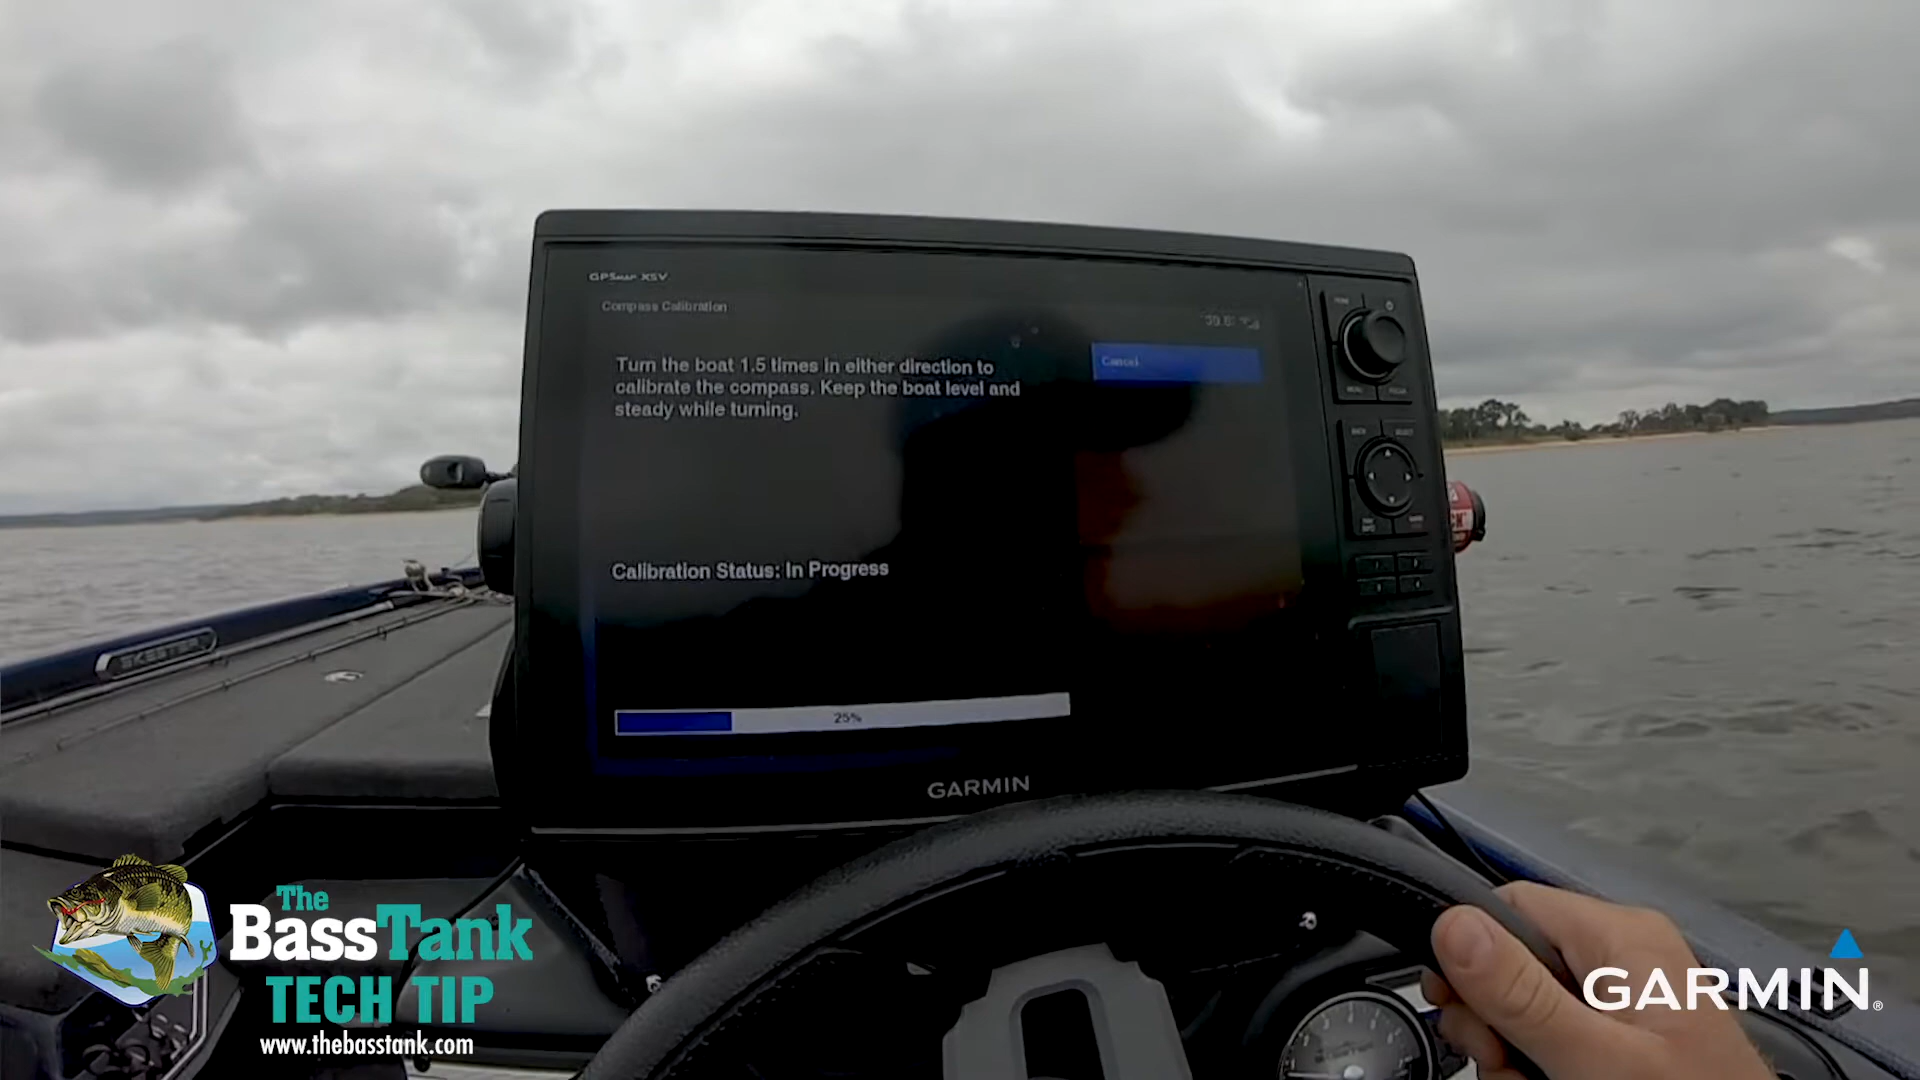 GPSMAP XSV
Compass Calibration
Turn the boat 1.5 times in either direction to
calibrate the compass. Keep the boat level and
steady while turning.
Cancel
Calibration Status: In Progress
25%
GARMIN
SKEETER
The
BassTank
TECH TIP
www.thebasstank.com
GARMIN®